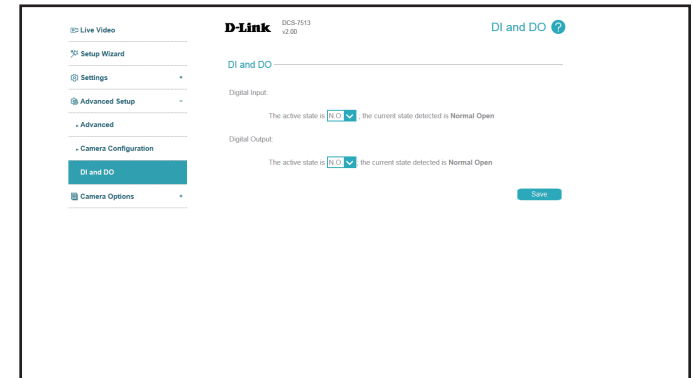 Live Video
Setup Wizard
Settings +
Advanced Setup -
Advanced
Camera Configuration
DI and DO
Camera Options +
D-Link DCS-7513
v2.00
DI and DO ?
DI and DO
Digital Input:
The active state is N.O. , the current state detected is Normal Open
Digital Output:
The active state is N.O. , the current state detected is Normal Open
Save